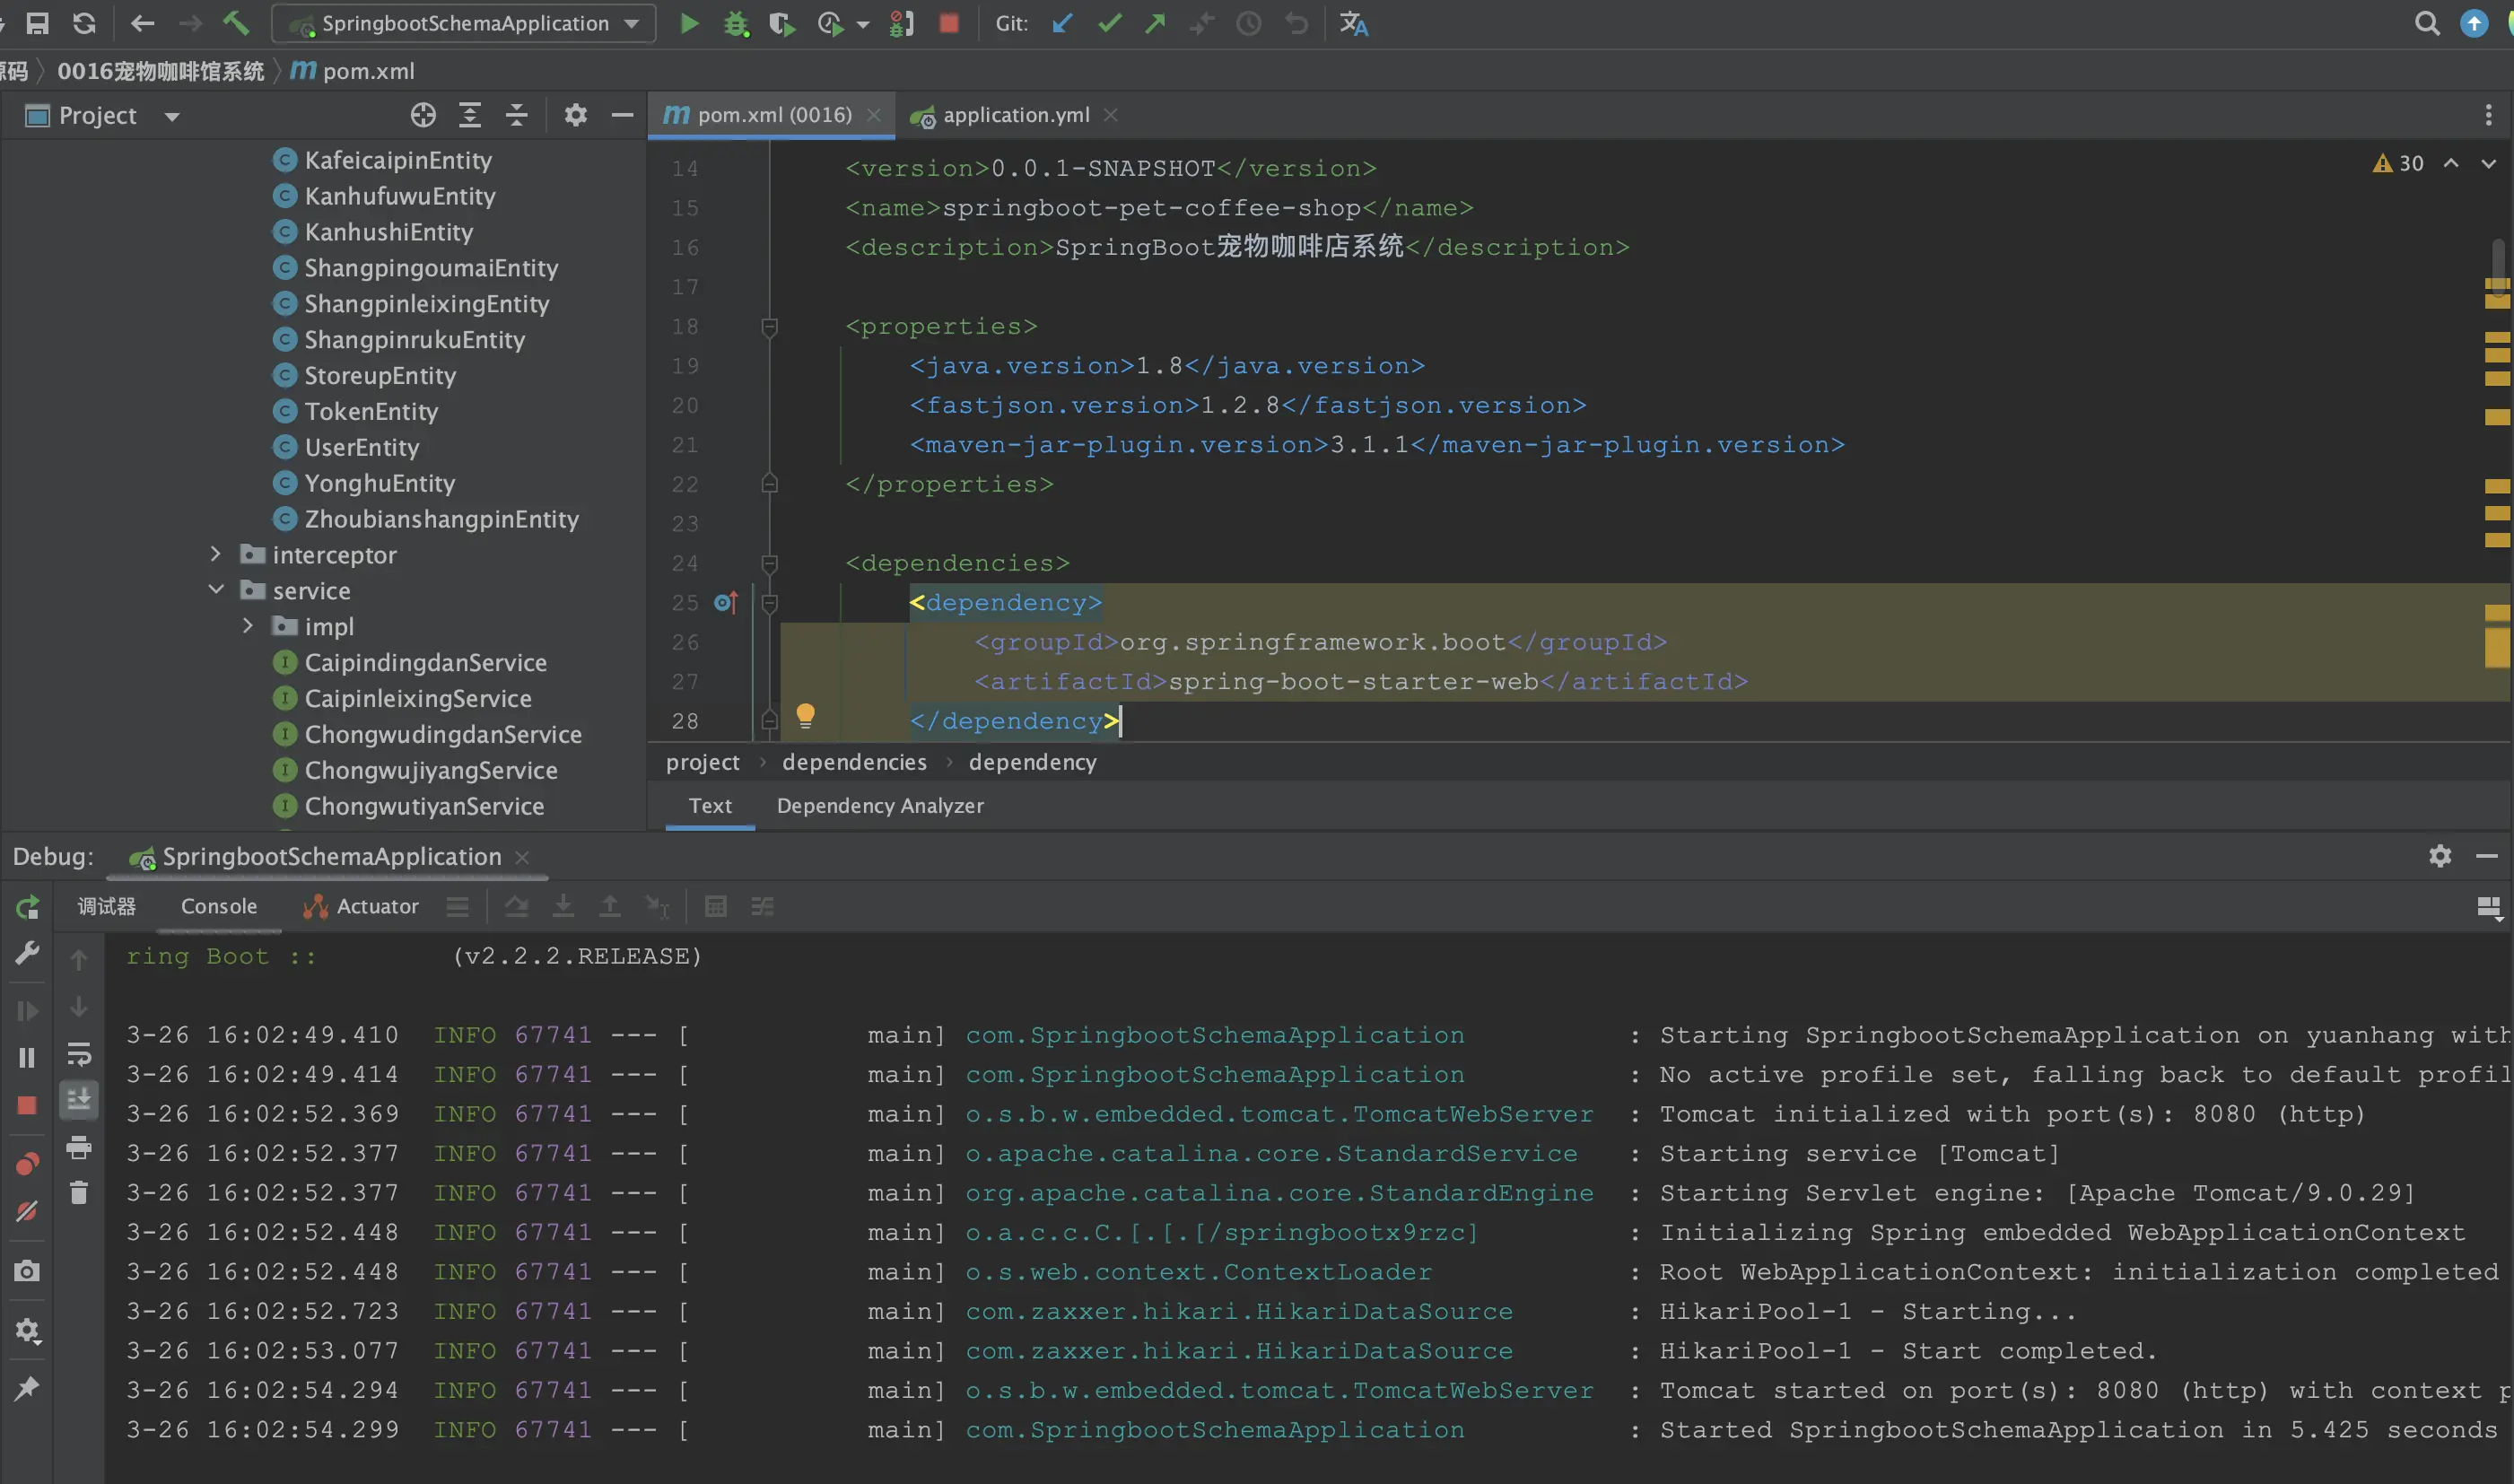 SpringbootSchemaApplication Git:
源码 0016宠物咖啡馆系统 m pom.xml
Project
m pom.xml (0016) application.yml
KafeicaipinEntity
KanhufuwuEntity
KanhushiEntity
ShangpingoumaiEntity
ShangpinleixingEntity
ShangpinrukuEntity
StoreupEntity
TokenEntity
UserEntity
YonghuEntity
ZhoubianshangpinEntity
interceptor
service
impl
CaipindingdanService
CaipinleixingService
ChongwudingdanService
ChongwujiyangService
ChongwutiyanService
30
14 <version>0.0.1-SNAPSHOT</version>
15 <name>springboot-pet-coffee-shop</name>
16 <description>SpringBoot宠物咖啡店系统</description>
17
18 <properties>
19 <java.version>1.8</java.version>
20 <fastjson.version>1.2.8</fastjson.version>
21 <maven-jar-plugin.version>3.1.1</maven-jar-plugin.version>
22 </properties>
23
24 <dependencies>
25 <dependency>
26 <groupId>org.springframework.boot</groupId>
27 <artifactId>spring-boot-starter-web</artifactId>
28 </dependency>
project › dependencies › dependency
Text Dependency Analyzer
Debug: SpringbootSchemaApplication
调试器 Console Actuator
ring Boot :: (v2.2.2.RELEASE)
3-26 16:02:49.410 INFO 67741 --- [ main] com.SpringbootSchemaApplication : Starting SpringbootSchemaApplication on yuanhang with
3-26 16:02:49.414 INFO 67741 --- [ main] com.SpringbootSchemaApplication : No active profile set, falling back to default profil
3-26 16:02:52.369 INFO 67741 --- [ main] o.s.b.w.embedded.tomcat.TomcatWebServer : Tomcat initialized with port(s): 8080 (http)
3-26 16:02:52.377 INFO 67741 --- [ main] o.apache.catalina.core.StandardService : Starting service [Tomcat]
3-26 16:02:52.377 INFO 67741 --- [ main] org.apache.catalina.core.StandardEngine : Starting Servlet engine: [Apache Tomcat/9.0.29]
3-26 16:02:52.448 INFO 67741 --- [ main] o.a.c.c.C.[.[.[/springbootx9rzc] : Initializing Spring embedded WebApplicationContext
3-26 16:02:52.448 INFO 67741 --- [ main] o.s.web.context.ContextLoader : Root WebApplicationContext: initialization completed
3-26 16:02:52.723 INFO 67741 --- [ main] com.zaxxer.hikari.HikariDataSource : HikariPool-1 - Starting...
3-26 16:02:53.077 INFO 67741 --- [ main] com.zaxxer.hikari.HikariDataSource : HikariPool-1 - Start completed.
3-26 16:02:54.294 INFO 67741 --- [ main] o.s.b.w.embedded.tomcat.TomcatWebServer : Tomcat started on port(s): 8080 (http) with context p
3-26 16:02:54.299 INFO 67741 --- [ main] com.SpringbootSchemaApplication : Started SpringbootSchemaApplication in 5.425 seconds